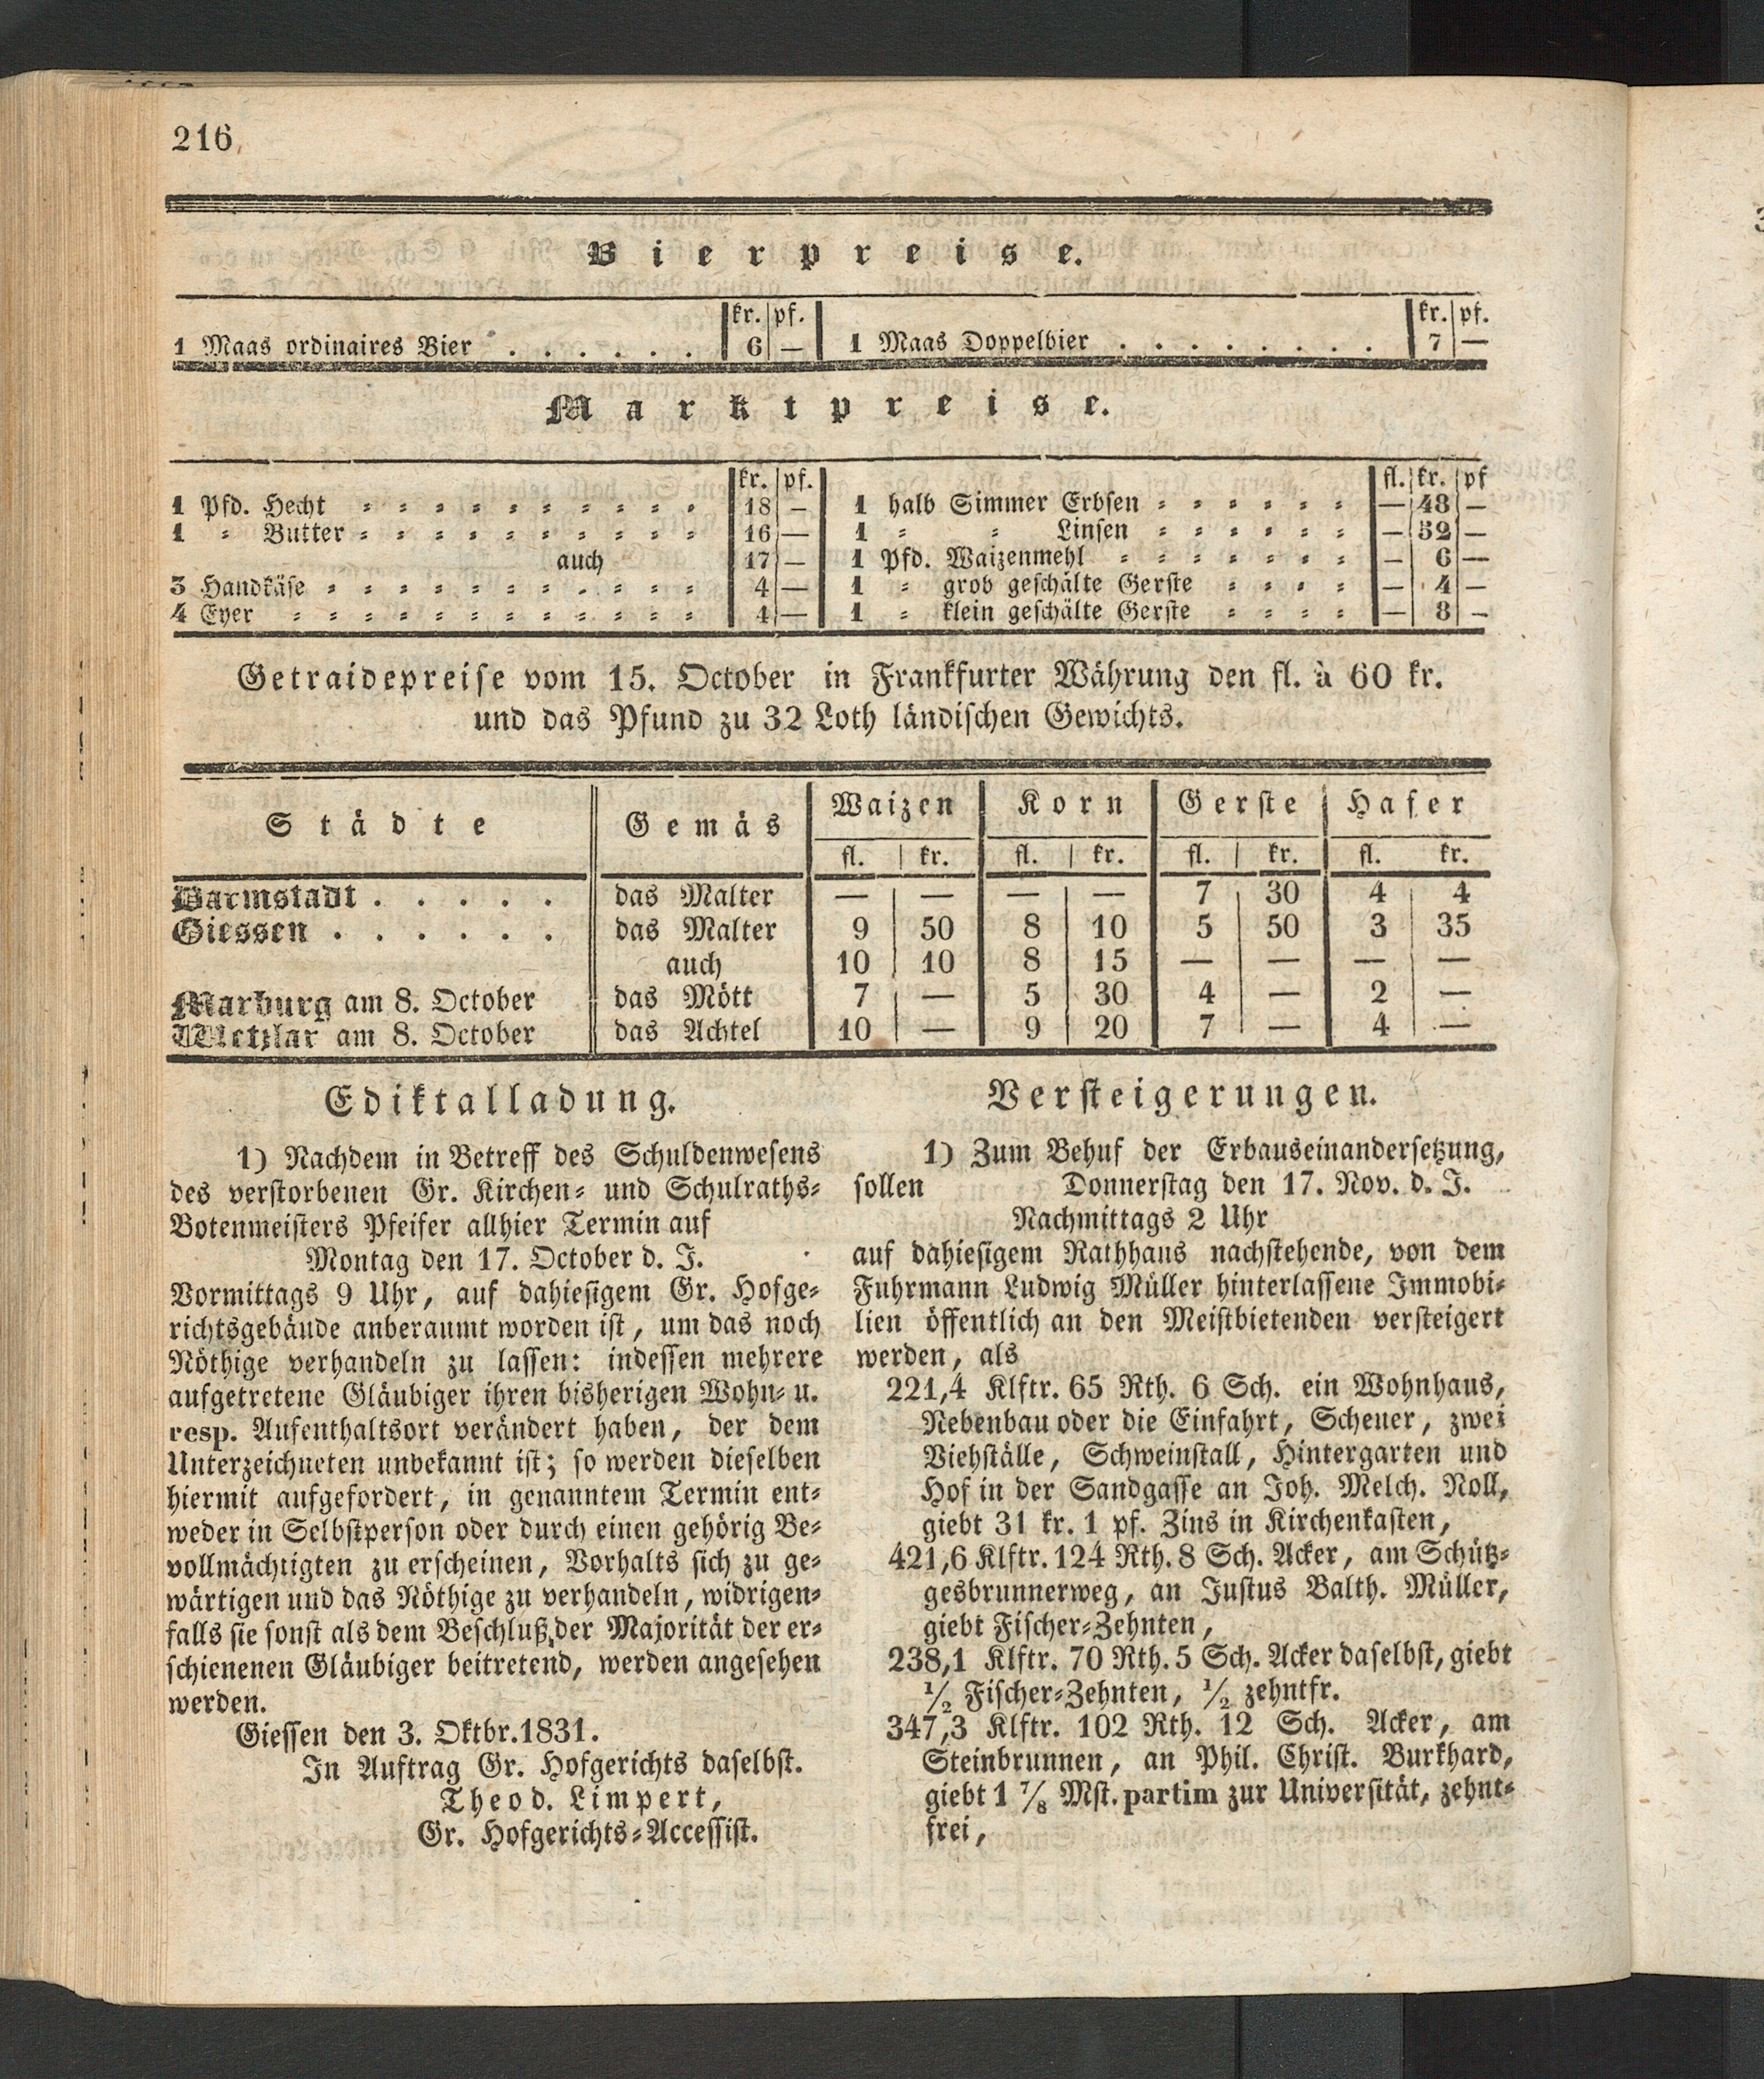 216
Bierpreise.
kr. pf. kr. pf.
1 Maas ordinaires Bier . . . . . . 6 — 1 Maas Doppelbier . . . . . . . . 7 —
Marktpreise.
kr. pf. fl. kr. pf
1 Pfd. Hecht 18 — 1 halb Simmer Erbsen — 48 —
1 = Butter 16 — 1 = = Linsen — 52 —
auch 17 — 1 Pfd. Waizenmehl — 6 —
3 Handkäse 4 — 1 = grob geschälte Gerste — 4 —
4 Eyer 4 — 1 = klein geschälte Gerste — 8 —
Getraidepreise vom 15. October in Frankfurter Währung den fl. à 60 kr.
und das Pfund zu 32 Loth ländischen Gewichts.
Städte Gemäs Waizen Korn Gerste Hafer
fl. kr. fl. kr. fl. kr. fl. kr.
Darmstadt . . . . . das Malter — — — — 7 30 4 4
Giessen . . . . . . das Malter 9 50 8 10 5 50 3 35
auch 10 10 8 15 — — — —
Marburg am 8. October das Mött 7 — 5 30 4 — 2 —
Wetzlar am 8. October das Achtel 10 — 9 20 7 — 4 —
Ediktalladung.
1) Nachdem in Betreff des Schuldenwesens
des verstorbenen Gr. Kirchen= und Schulraths=
Botenmeisters Pfeifer allhier Termin auf
Montag den 17. October d. J.
Vormittags 9 Uhr, auf dahiesigem Gr. Hofge=
richtsgebäude anberaumt worden ist, um das noch
Nöthige verhandeln zu lassen: indessen mehrere
aufgetretene Gläubiger ihren bisherigen Wohn= u.
resp. Aufenthaltsort verändert haben, der dem
Unterzeichneten unbekannt ist; so werden dieselben
hiermit aufgefordert, in genanntem Termin ent=
weder in Selbstperson oder durch einen gehörig Be=
vollmächtigten zu erscheinen, Vorhalts sich zu ge=
wärtigen und das Nöthige zu verhandeln, widrigen=
falls sie sonst als dem Beschluß der Majorität der er=
schienenen Gläubiger beitretend, werden angesehen
werden.
Giessen den 3. Oktbr. 1831.
In Auftrag Gr. Hofgerichts daselbst.
Theod. Limpert,
Gr. Hofgerichts=Accessist.
Versteigerungen.
1) Zum Behuf der Erbauseinandersetzung,
sollen Donnerstag den 17. Nov. d. J.
Nachmittags 2 Uhr
auf dahiesigem Rathhaus nachstehende, von dem
Fuhrmann Ludwig Müller hinterlassene Immobi=
lien öffentlich an den Meistbietenden versteigert
werden, als
221,4 Klftr. 65 Rth. 6 Sch. ein Wohnhaus,
Nebenbau oder die Einfahrt, Scheuer, zwei
Viehställe, Schweinstall, Hintergarten und
Hof in der Sandgasse an Joh. Melch. Noll,
giebt 31 kr. 1 pf. Zins in Kirchenkasten,
421,6 Klftr. 124 Rth. 8 Sch. Acker, am Schütz=
gesbrunnerweg, an Justus Balth. Müller,
giebt Fischer=Zehnten,
238,1 Klftr. 70 Rth. 5 Sch. Acker daselbst, giebt
1/2 Fischer=Zehnten, 1/2 zehntfr.
347,3 Klftr. 102 Rth. 12 Sch. Acker, am
Steinbrunnen, an Phil. Christ. Burkhard,
giebt 1 7/8 Mst. partim zur Universität, zehnt=
frei,